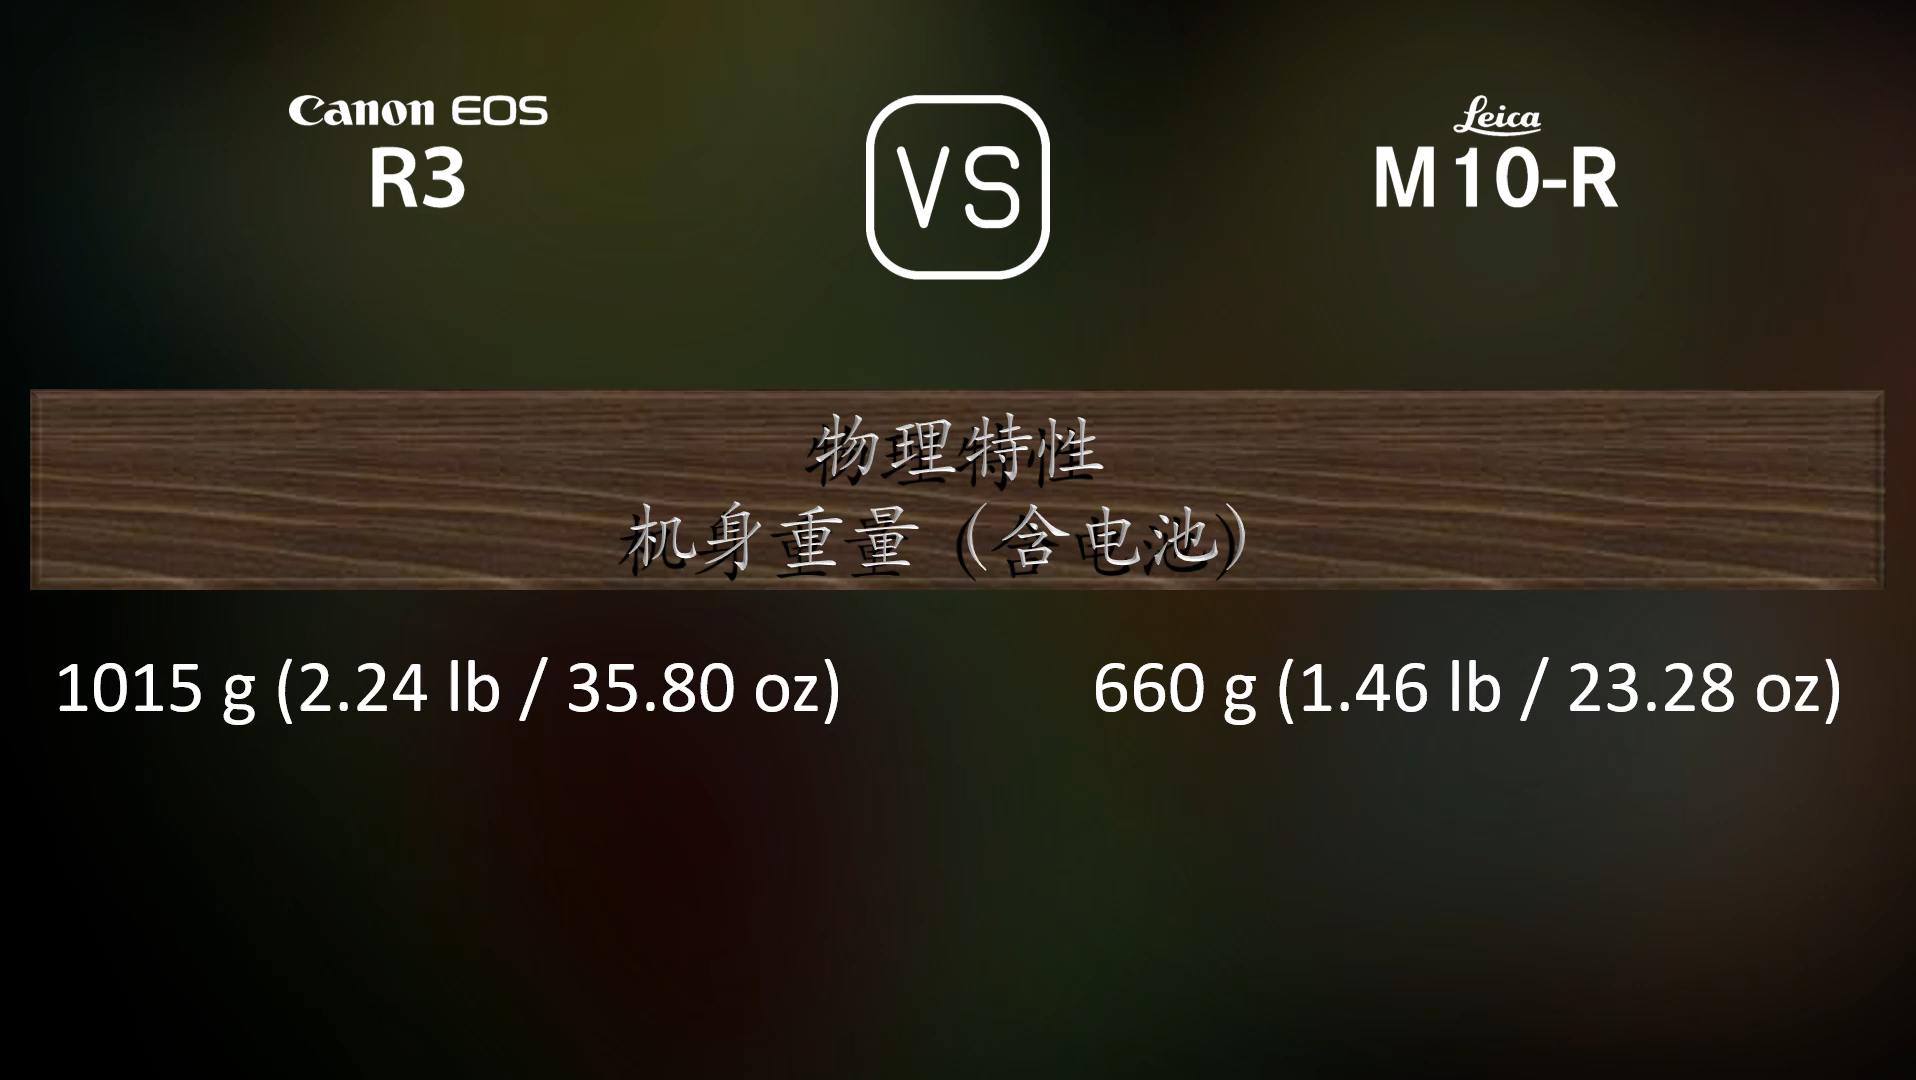 Canon EOS
R3
VS
Leica
M10-R
物理特性
机身重量（含电池）
1015 g (2.24 lb / 35.80 oz)
660 g (1.46 lb / 23.28 oz)